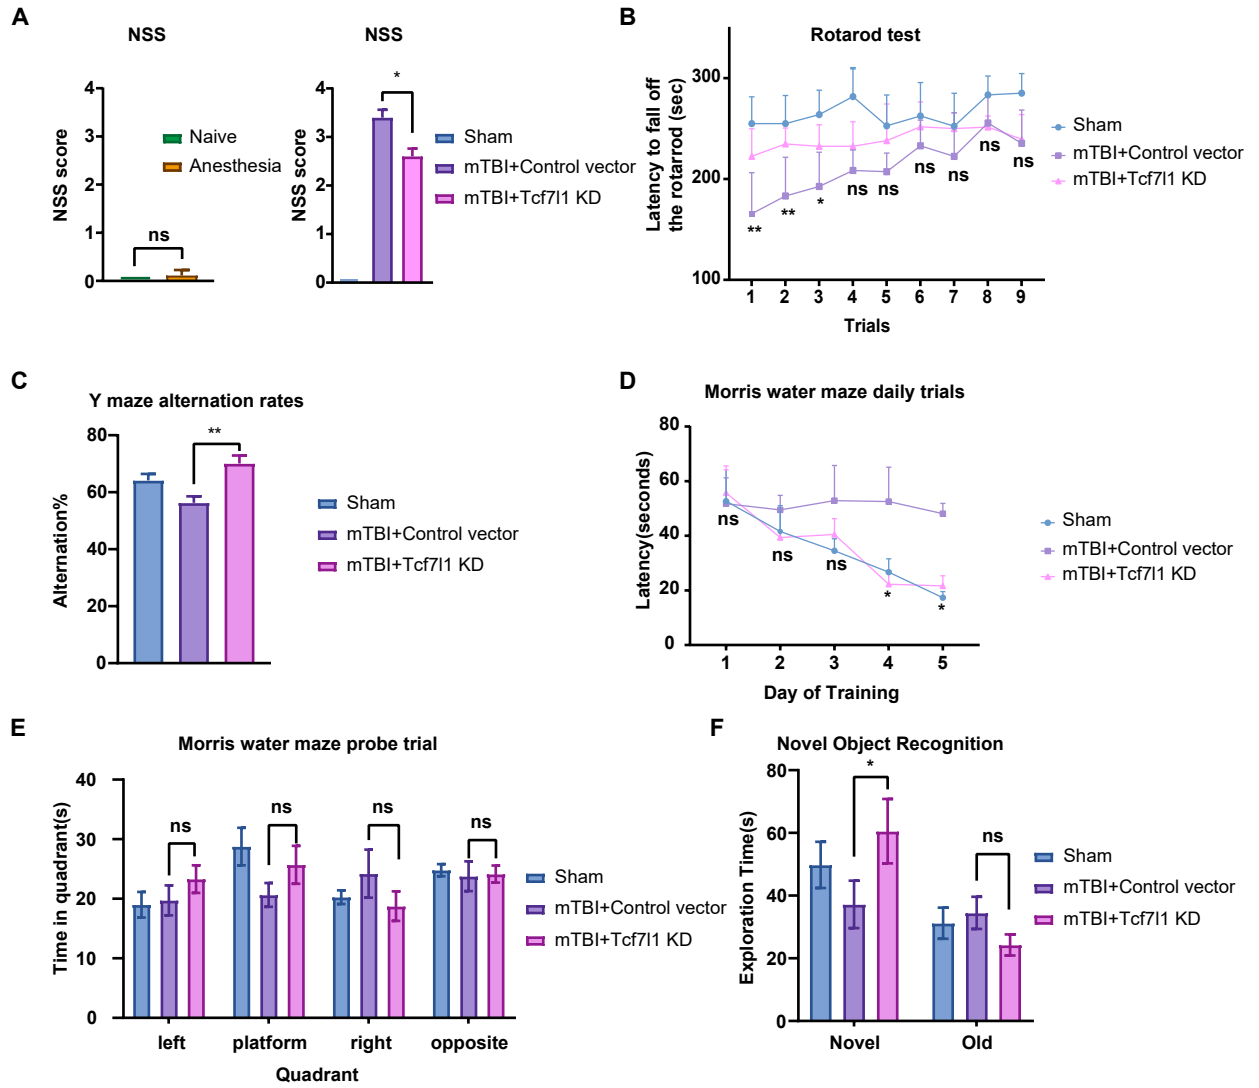 A
NSS
NSS
NSS score
4
3
2
1
0
Naive
Anesthesia
ns
NSS score
4
3
2
1
0
*
Sham
mTBI+Control vector
mTBI+Tcf7l1 KD
B
Rotarod test
Latency to fall off
the rotarrod (sec)
300
200
100
**
**
*
ns
ns
ns
ns
ns
ns
1 2 3 4 5 6 7 8 9
Trials
Sham
mTBI+Control vector
mTBI+Tcf7l1 KD
C
Y maze alternation rates
Alternation%
80
60
40
20
0
**
Sham
mTBI+Control vector
mTBI+Tcf7l1 KD
D
Morris water maze daily trials
Latency(seconds)
80
60
40
20
0
ns
ns
ns
*
*
1 2 3 4 5
Day of Training
Sham
mTBI+Control vector
mTBI+Tcf7l1 KD
E
Morris water maze probe trial
Time in quadrant(s)
40
30
20
10
0
ns
ns
ns
ns
left platform right opposite
Quadrant
Sham
mTBI+Control vector
mTBI+Tcf7l1 KD
F
Novel Object Recognition
Exploration Time(s)
80
60
40
20
0
*
ns
Novel Old
Sham
mTBI+Control vector
mTBI+Tcf7l1 KD